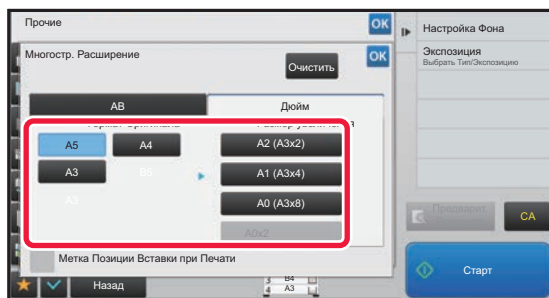 Прочие
OK
Настройка Фона
Многостр. Расширение
Очистить
OK
Экспозиция
Выбрать Тип/Экспозицию
AB
Дюйм
A5
A4
A2 (A3x2)
A3
B5
A1 (A3x4)
A3
A0 (A3x8)
A0x2
Предварит.
CA
Метка Позиции Вставки при Печати
Назад
B4
A3
Старт